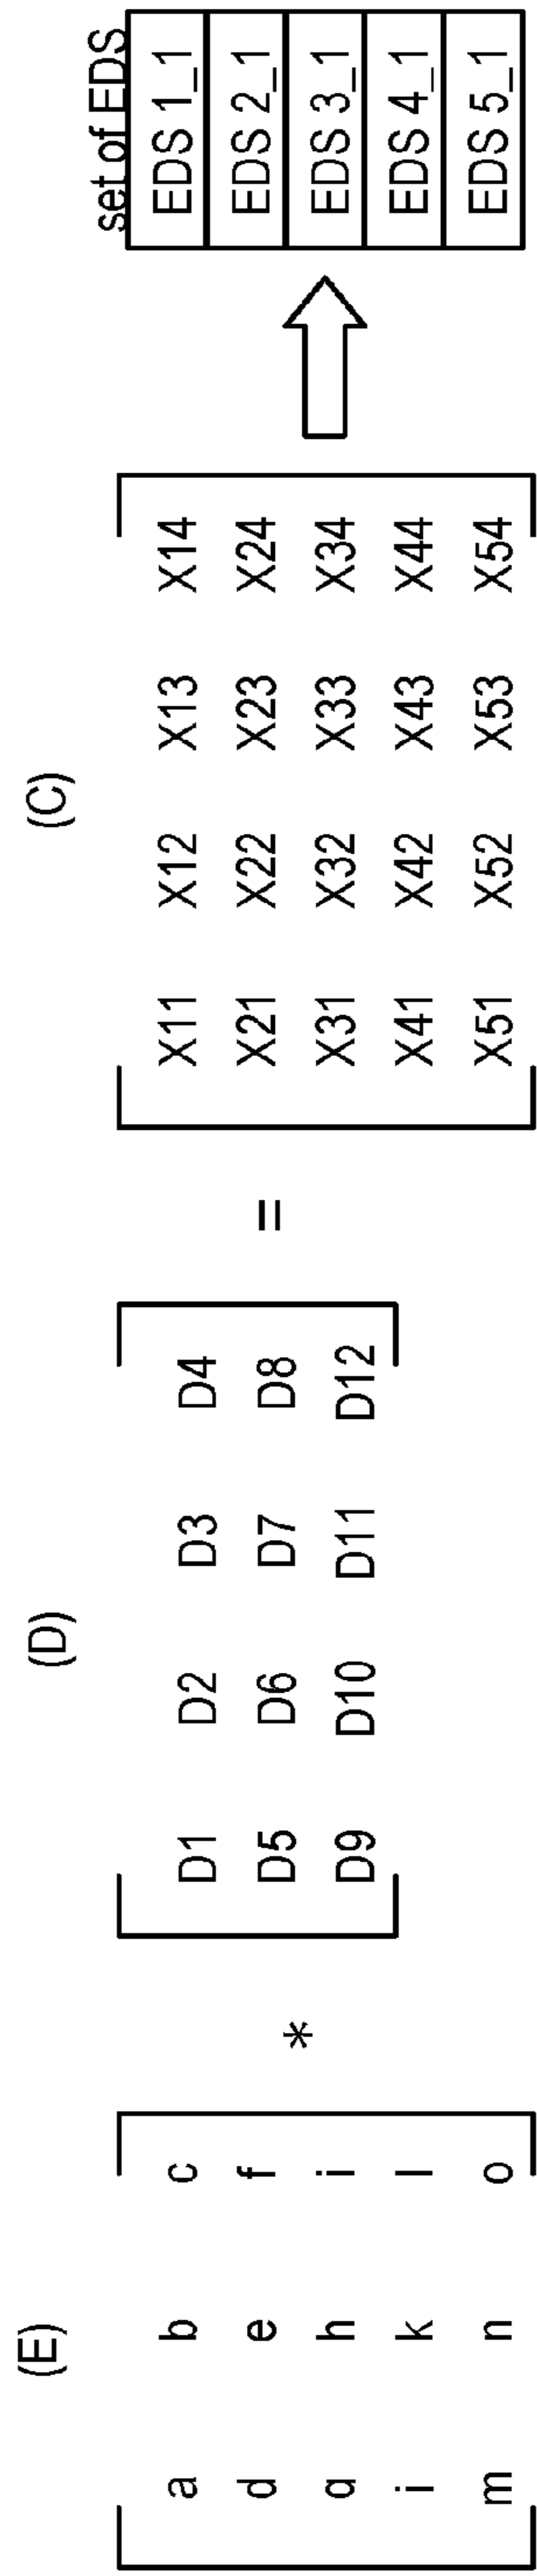 (E) (D) (C) set of EDS
a b c D1 D2 D3 D4 X11 X12 X13 X14 EDS 1_1
d e f * D5 D6 D7 D8 = X21 X22 X23 X24 EDS 2_1
q h i D9 D10 D11 D12 X31 X32 X33 X34 EDS 3_1
i k l X41 X42 X43 X44 EDS 4_1
m n o X51 X52 X53 X54 EDS 5_1